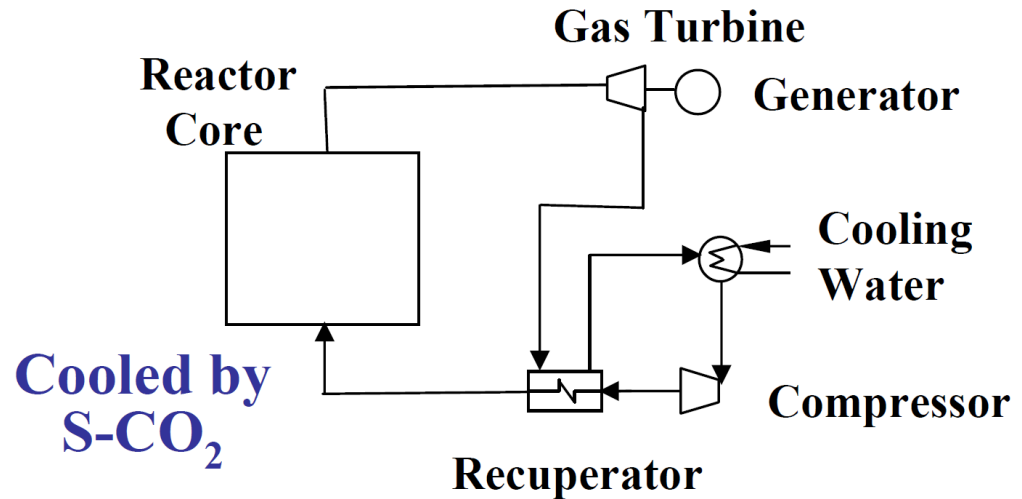 Gas Turbine
Reactor
Core
Generator
Cooling
Water
Cooled by
S-CO₂
Compressor
Recuperator